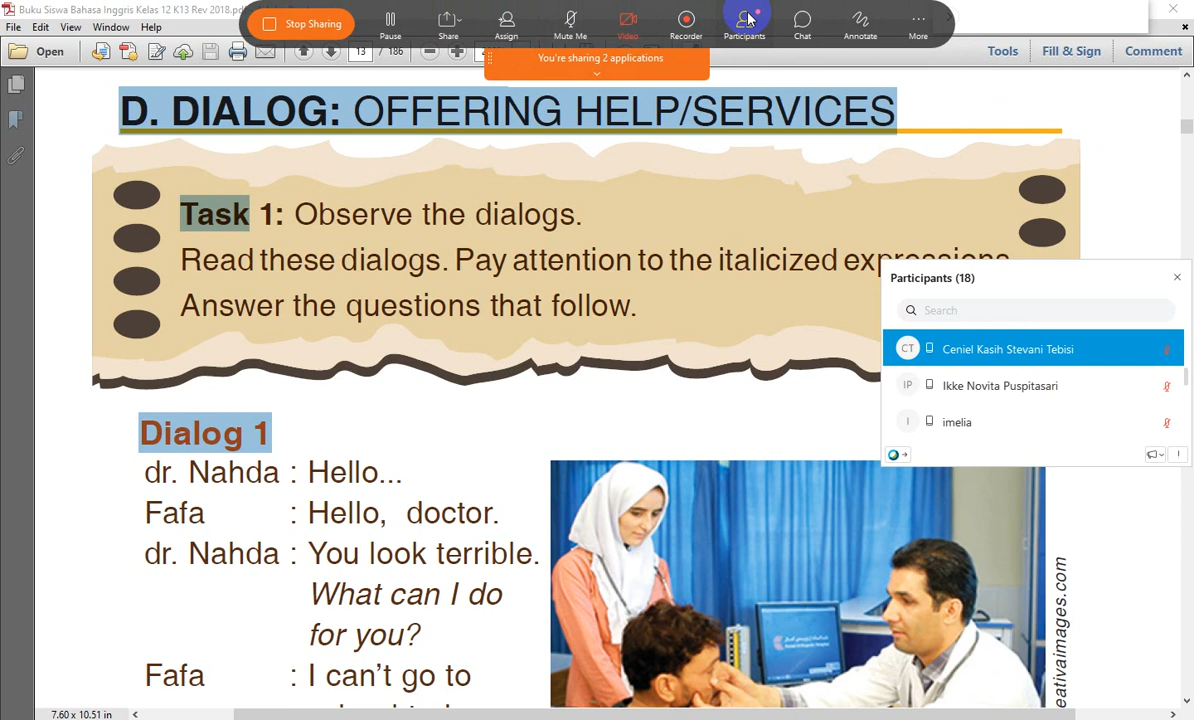 Buku Siswa Bahasa Inggris Kelas 12 K13 Rev 2018.pd
File Edit View Window Help
Stop Sharing
Pause
Share
Assign
Mute Me
Video
Recorder
Participants
Chat
Annotate
More
Open
13 / 186
You're sharing 2 applications
Tools Fill & Sign Comment
D. DIALOG: OFFERING HELP/SERVICES
Task 1: Observe the dialogs.
Read these dialogs. Pay attention to the italicized expressions.
Answer the questions that follow.
Participants (18)
Search
CT Ceniel Kasih Stevani Tebisi
IP Ikke Novita Puspitasari
I imelia
Dialog 1
dr. Nahda : Hello...
Fafa : Hello, doctor.
dr. Nahda : You look terrible.
What can I do
for you?
Fafa : I can't go to
eativaimages.com
7.60 x 10.51 in